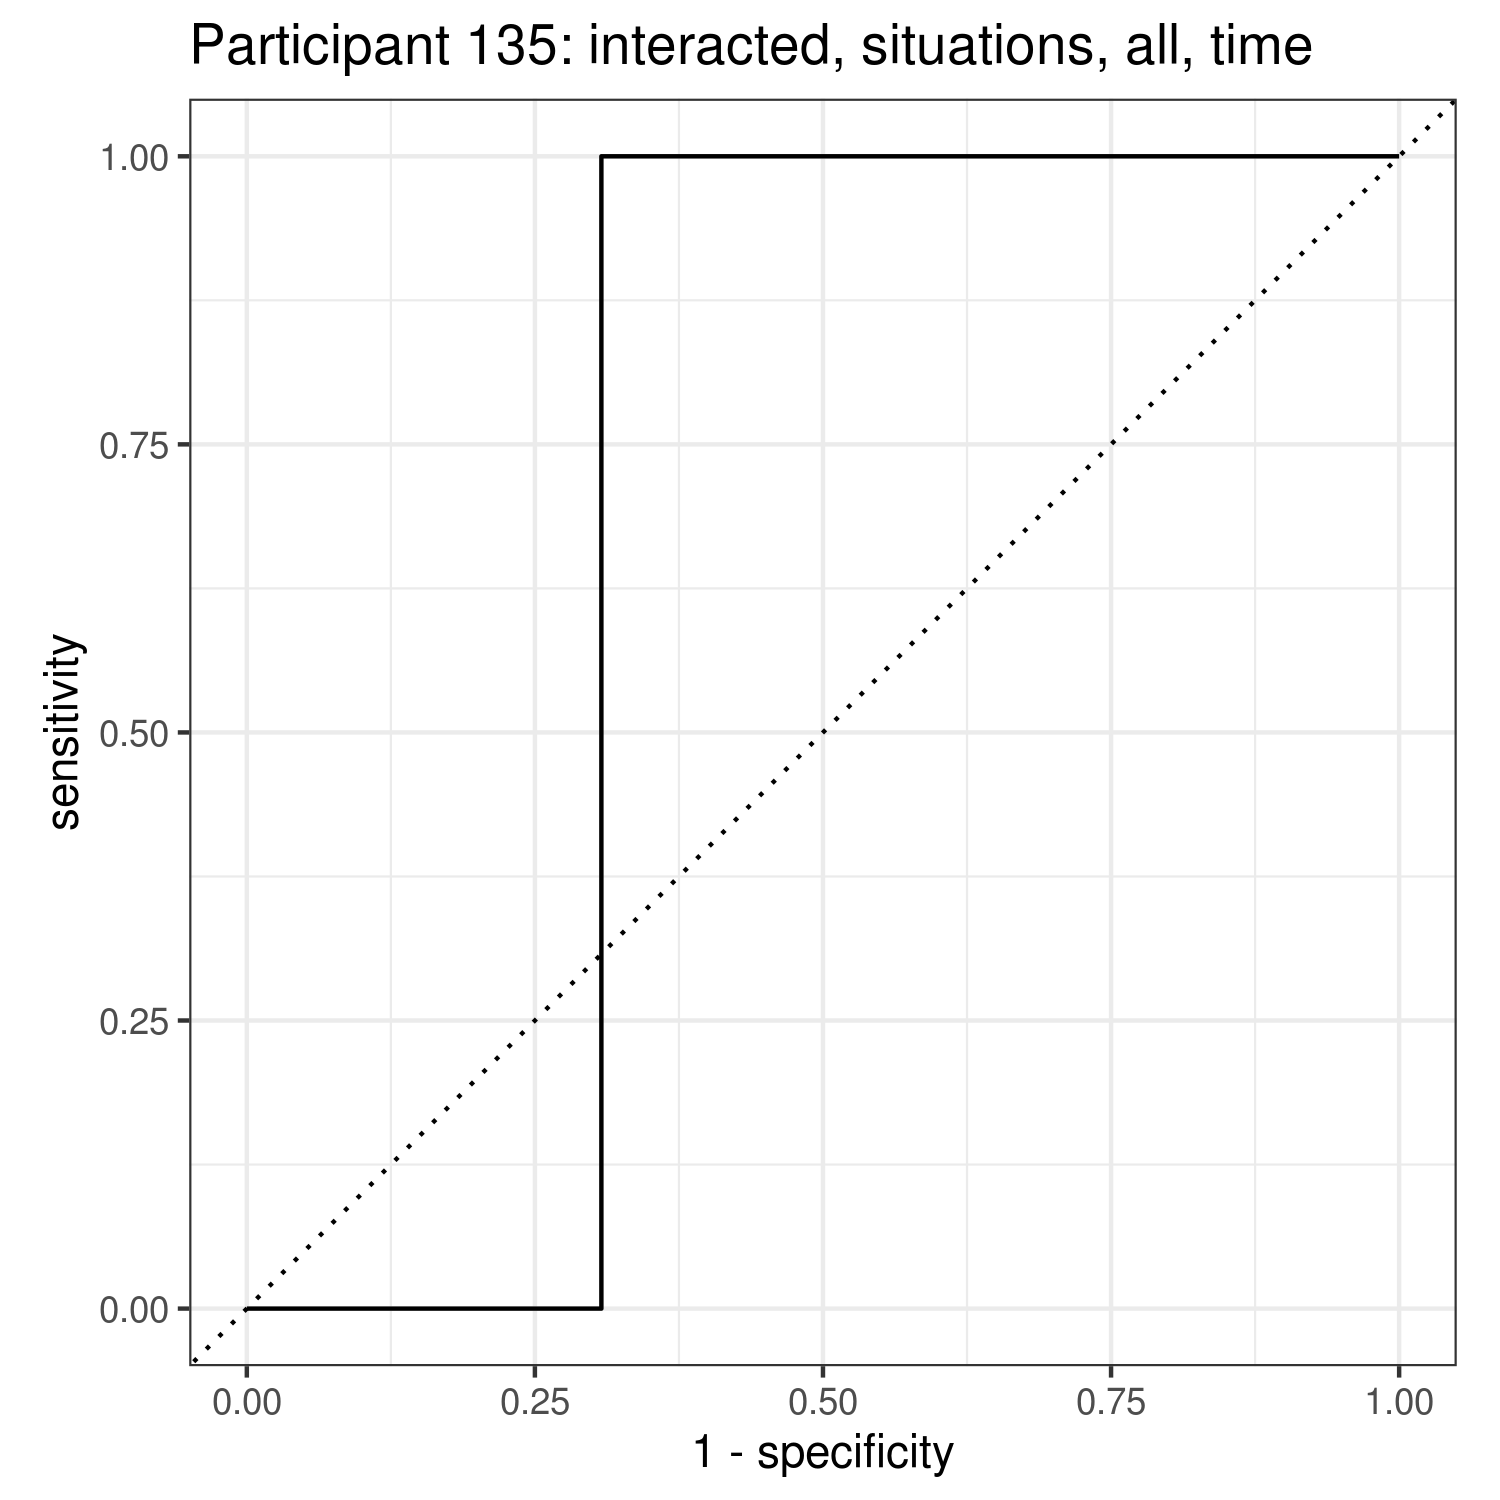 Participant 135: interacted, situations, all, time
1.00
0.75
0.50
0.25
0.00
sensitivity
0.00 0.25 0.50 0.75 1.00
1 - specificity